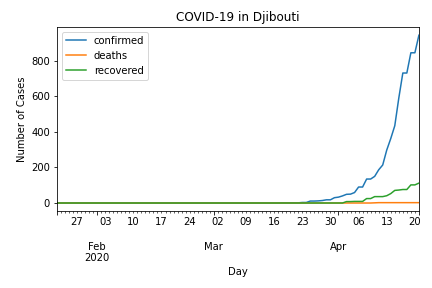 COVID-19 in Djibouti
confirmed
deaths
recovered
Number of Cases
800
600
400
200
0
27 03 10 17 24 02 09 16 23 30 06 13 20
Feb Mar Apr
2020
Day